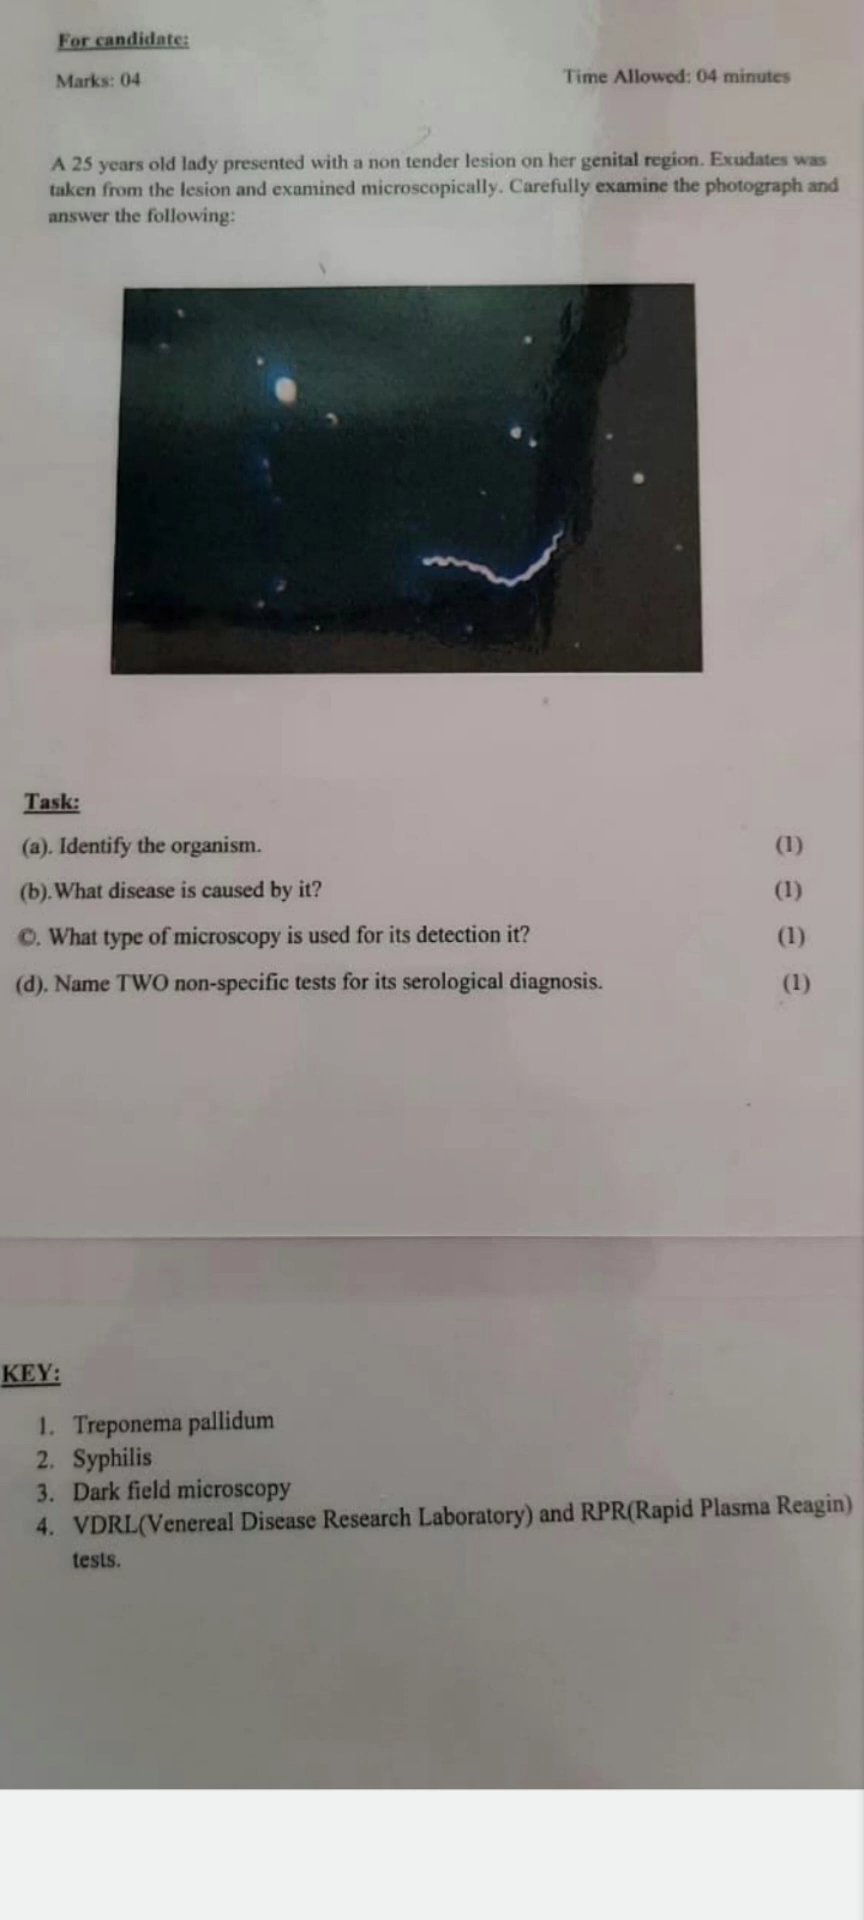 For candidate:
Marks: 04
Time Allowed: 04 minutes
A 25 years old lady presented with a non tender lesion on her genital region. Exudates was
taken from the lesion and examined microscopically. Carefully examine the photograph and
answer the following:
Task:
(a). Identify the organism. (1)
(b).What disease is caused by it? (1)
©. What type of microscopy is used for its detection it? (1)
(d). Name TWO non-specific tests for its serological diagnosis. (1)
KEY:
1. Treponema pallidum
2. Syphilis
3. Dark field microscopy
4. VDRL(Venereal Disease Research Laboratory) and RPR(Rapid Plasma Reagin)
tests.